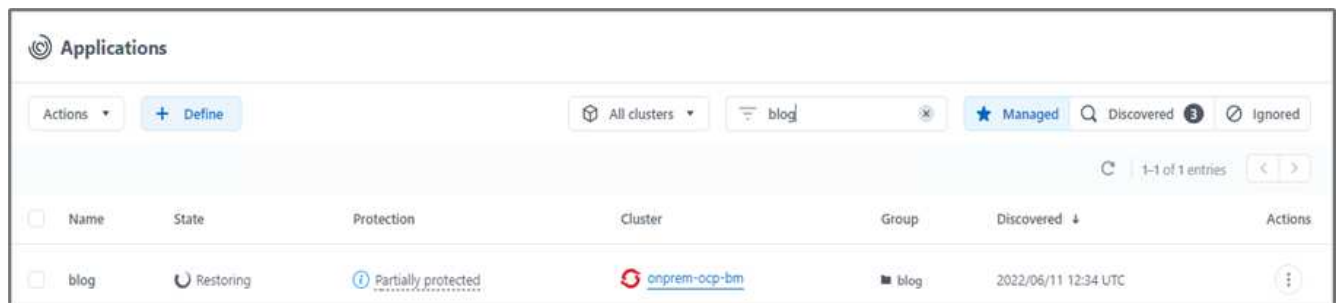 Applications
Actions + Define All clusters blog Managed Discovered 3 Ignored
1–1 of 1 entries < >
Name State Protection Cluster Group Discovered ↓ Actions
blog Restoring Partially protected onprem-ocp-bm blog 2022/06/11 12:34 UTC